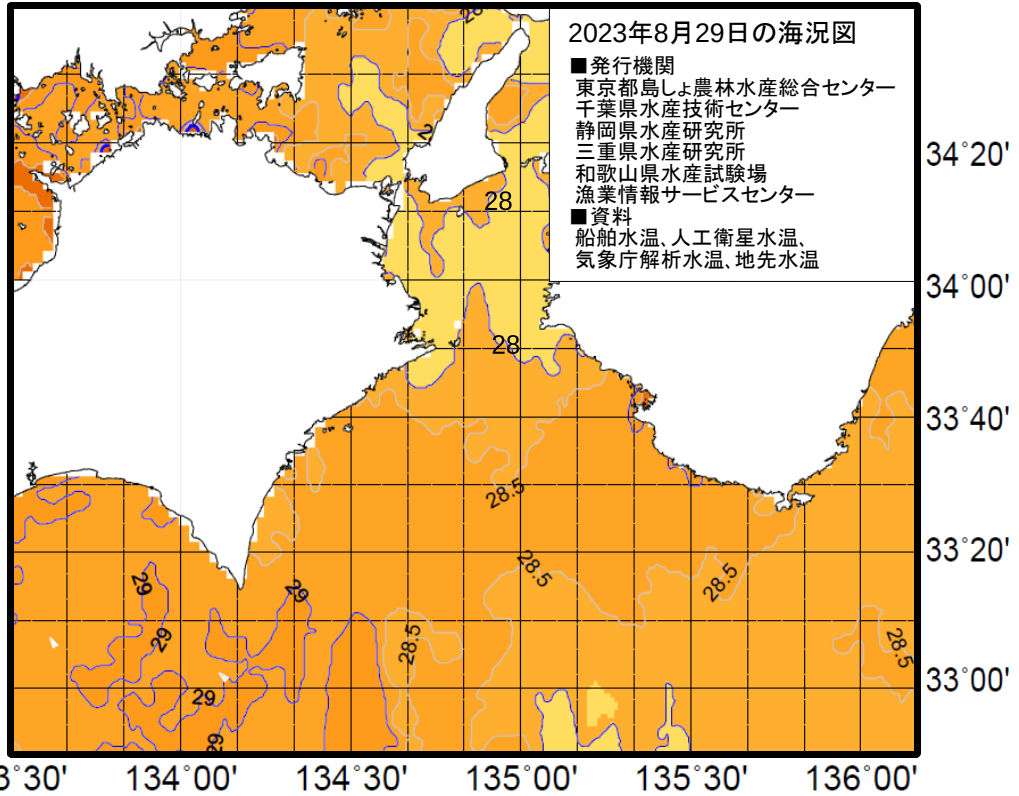 2023年8月29日の海況図
■発行機関
東京都島しょ農林水産総合センター
千葉県水産技術センター
静岡県水産研究所
三重県水産研究所
和歌山県水産試験場
漁業情報サービスセンター
■資料
船舶水温、人工衛星水温、
気象庁解析水温、地先水温
28
28
28.5
28.5
28.5
28.5
28.5
29
29
29
29
29
34°20'
34°00'
33°40'
33°20'
33°00'
3°30'
134°00'
134°30'
135°00'
135°30'
136°00'